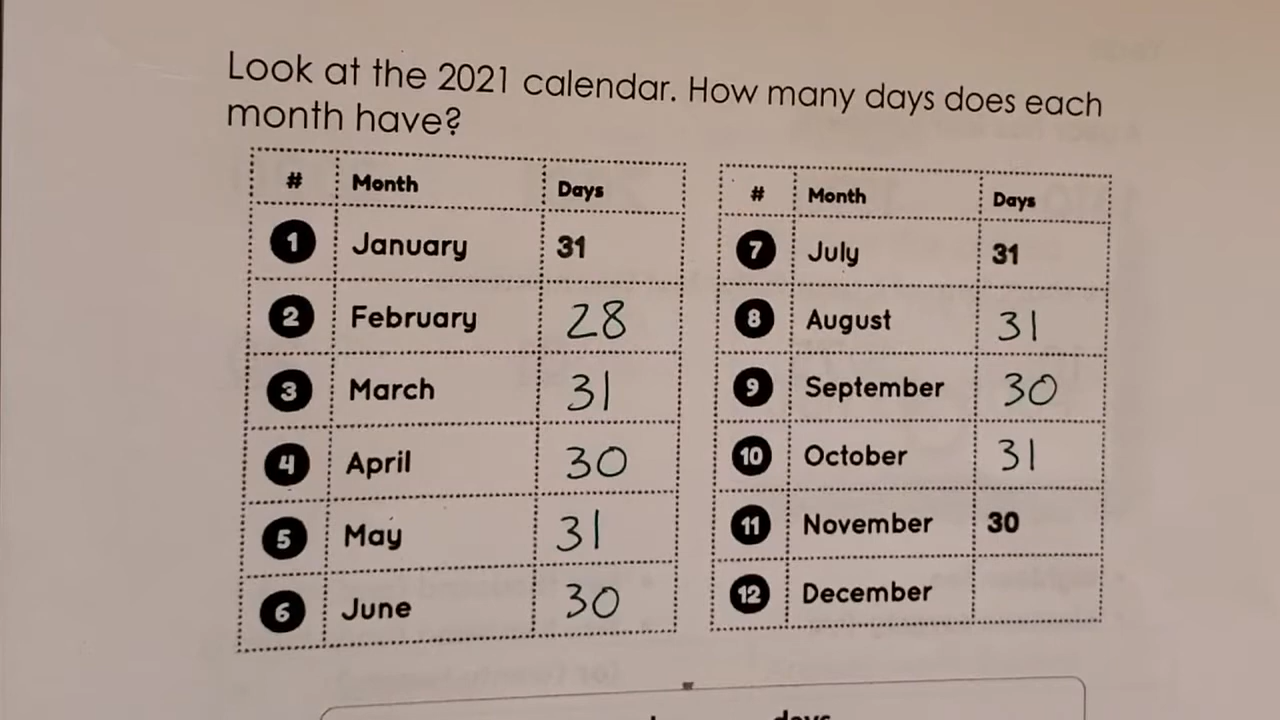 Look at the 2021 calendar. How many days does each
month have?
# Month Days
1 January 31
2 February 28
3 March 31
4 April 30
5 May 31
6 June 30
# Month Days
7 July 31
8 August 31
9 September 30
10 October 31
11 November 30
12 December
days